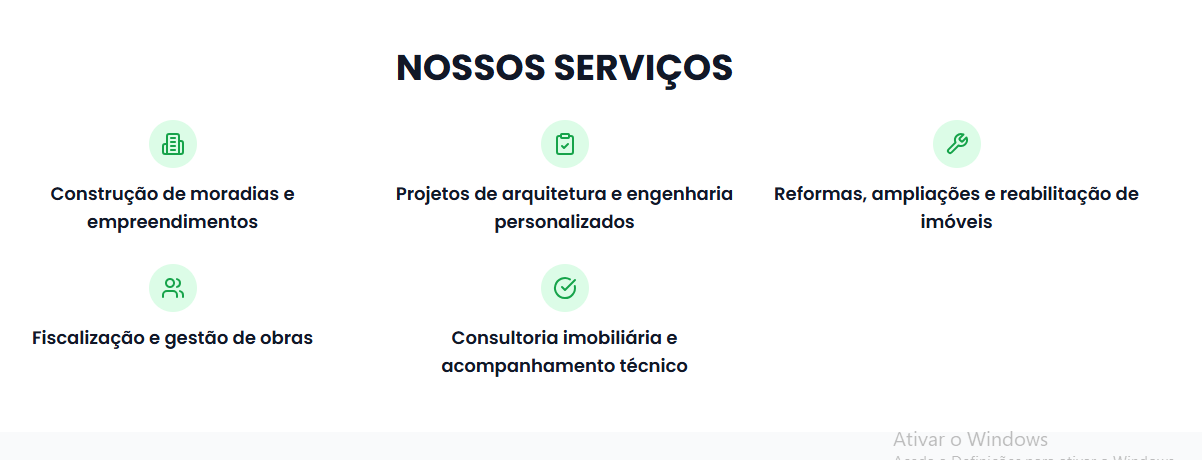 NOSSOS SERVIÇOS
Construção de moradias e
empreendimentos
Projetos de arquitetura e engenharia
personalizados
Reformas, ampliações e reabilitação de
imóveis
Fiscalização e gestão de obras
Consultoria imobiliária e
acompanhamento técnico
Ativar o Windows